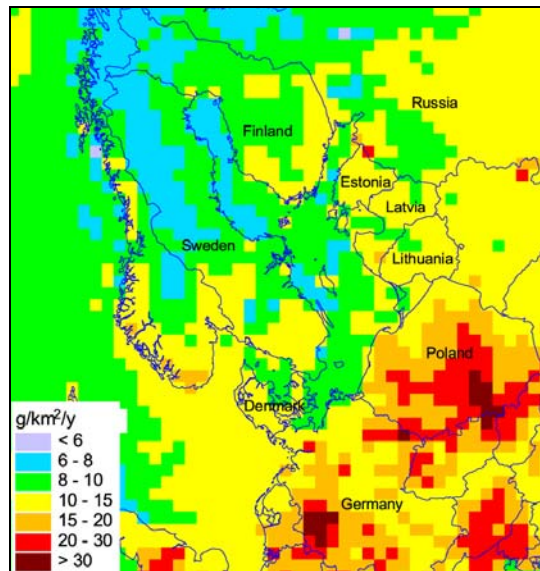 Russia
Finland
Estonia
Latvia
Sweden
Lithuania
Poland
Denmark
g/km²/y
< 6
6 - 8
8 - 10
10 - 15
15 - 20
20 - 30
> 30
Germany